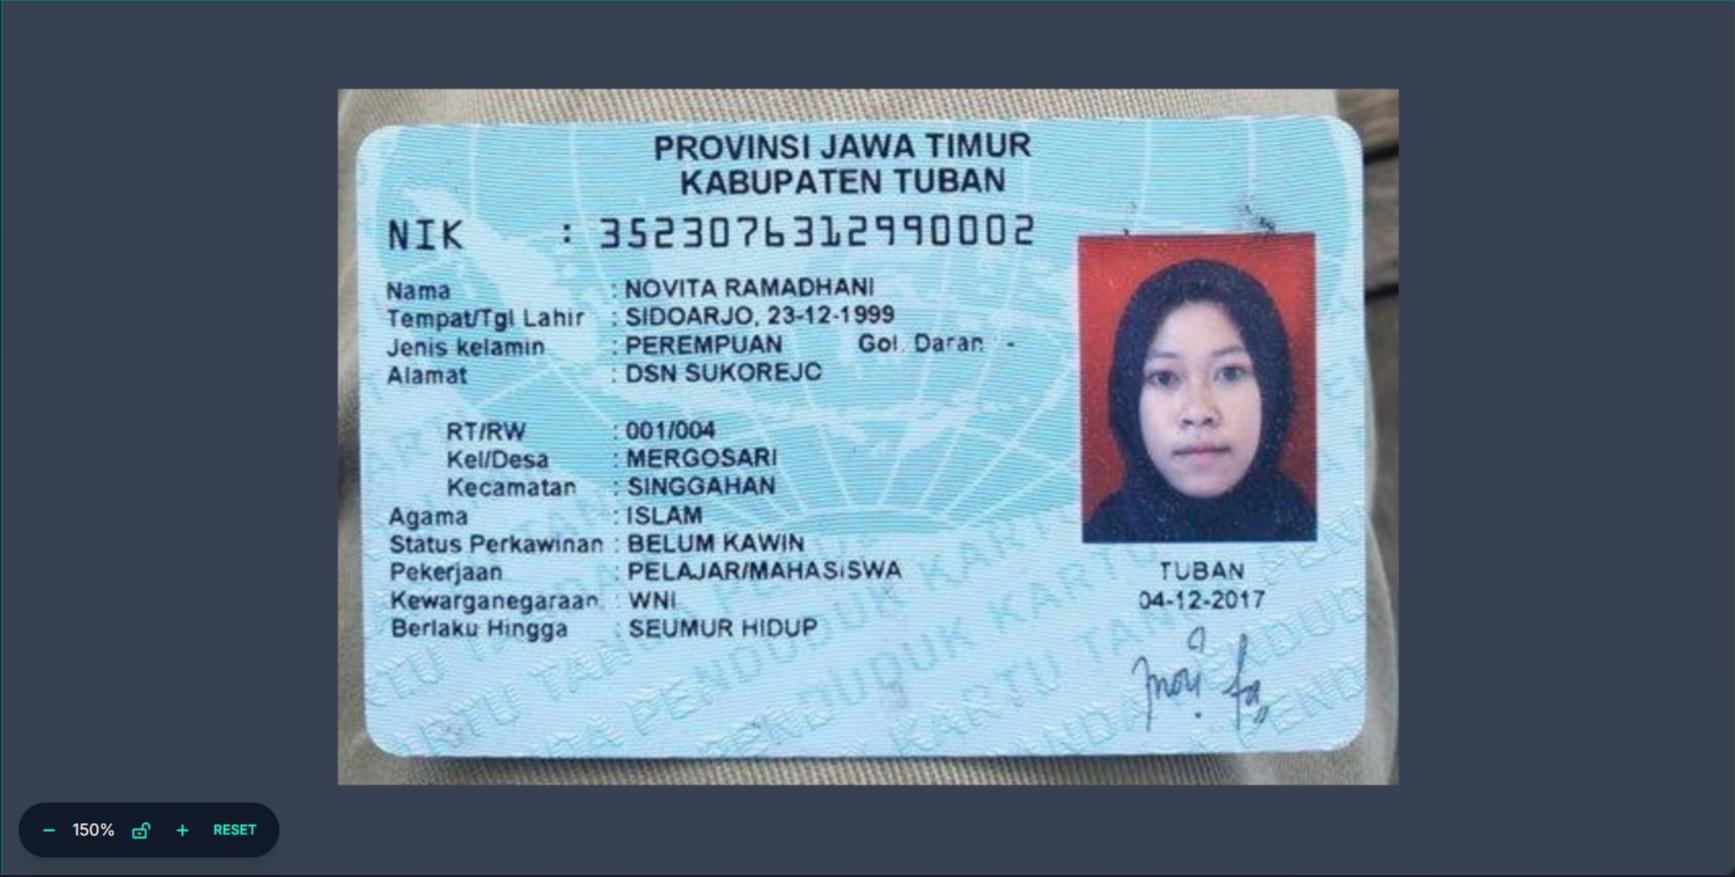 PROVINSI JAWA TIMUR
KABUPATEN TUBAN
NIK : 3523076312990002
Nama : NOVITA RAMADHANI
Tempat/Tgl Lahir : SIDOARJO, 23-12-1999
Jenis kelamin : PEREMPUAN Gol. Darah : -
Alamat : DSN SUKOREJO
RT/RW : 001/004
Kel/Desa : MERGOSARI
Kecamatan : SINGGAHAN
Agama : ISLAM
Status Perkawinan : BELUM KAWIN
Pekerjaan : PELAJAR/MAHASISWA
Kewarganegaraan : WNI
Berlaku Hingga : SEUMUR HIDUP
TUBAN
04-12-2017
150%
RESET